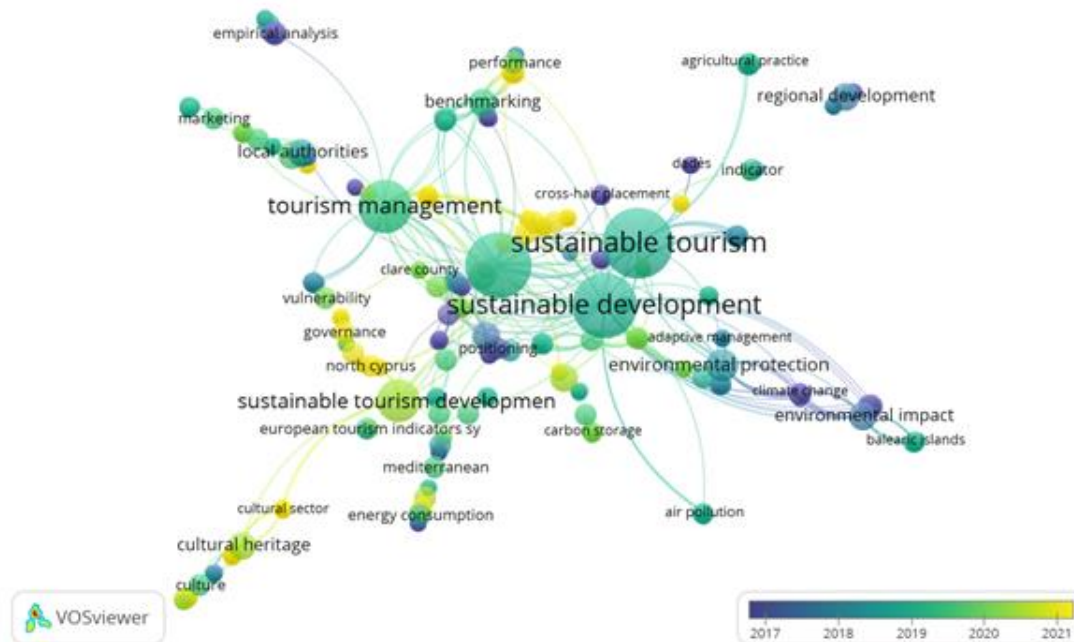 empirical analysis
performance
agricultural practice
benchmarking
regional development
marketing
local authorities
dadès
indicator
cross-hair placement
tourism management
sustainable tourism
clare county
vulnerability
sustainable development
governance
positioning
adaptive management
north cyprus
environmental protection
climate change
sustainable tourism developmen
environmental impact
european tourism indicators sy
carbon storage
balearic islands
mediterranean
cultural sector
energy consumption
air pollution
cultural heritage
culture
VOSviewer
2017 2018 2019 2020 2021